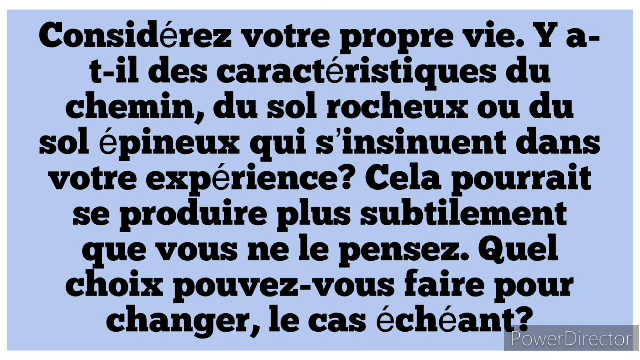 Considérez votre propre vie. Y a-
t-il des caractéristiques du
chemin, du sol rocheux ou du
sol épineux qui s’insinuent dans
votre expérience? Cela pourrait
se produire plus subtilement
que vous ne le pensez. Quel
choix pouvez-vous faire pour
changer, le cas échéant?
PowerDirector